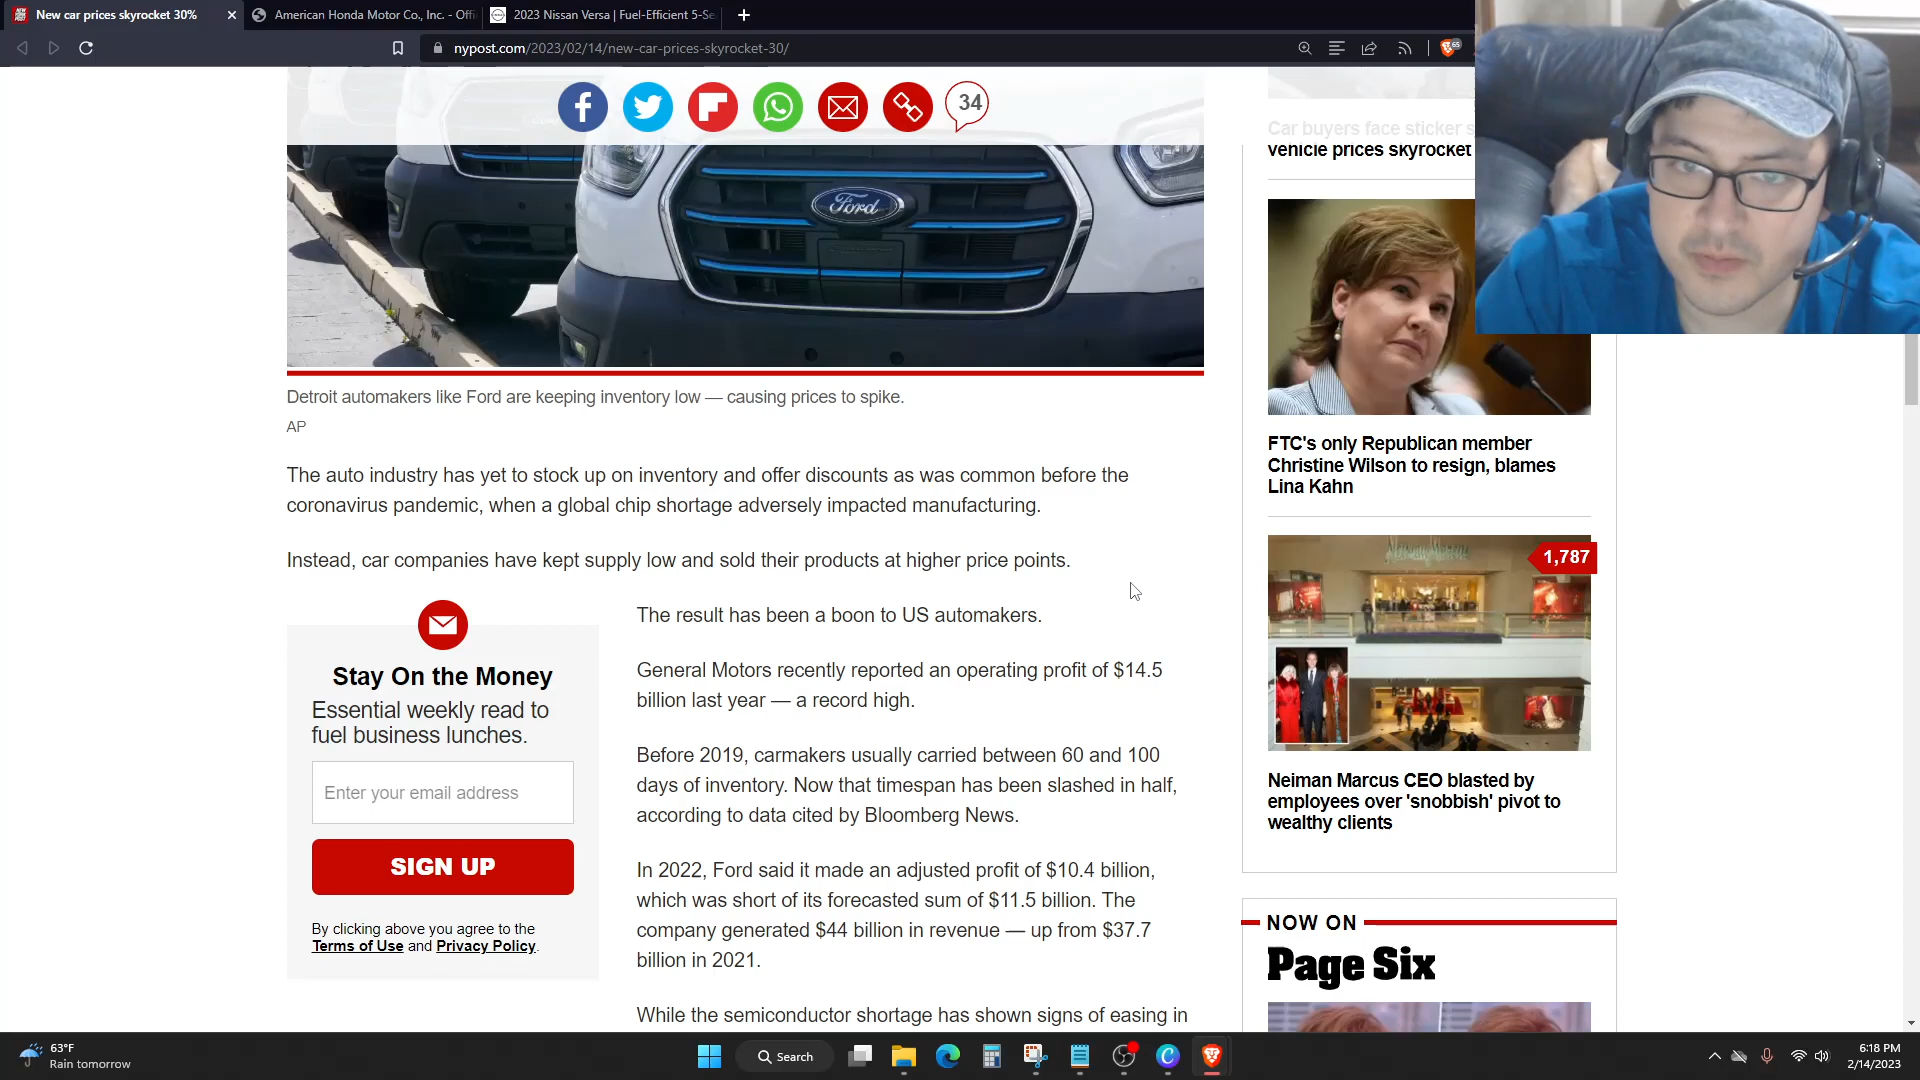 New car prices skyrocket 30%
American Honda Motor Co., Inc. - Offi
2023 Nissan Versa | Fuel-Efficient 5-Se
nypost.com/2023/02/14/new-car-prices-skyrocket-30/
65
34
Ford
Car buyers face sticker s
vehicle prices skyrocket
Detroit automakers like Ford are keeping inventory low — causing prices to spike.
AP
The auto industry has yet to stock up on inventory and offer discounts as was common before the
coronavirus pandemic, when a global chip shortage adversely impacted manufacturing.
Instead, car companies have kept supply low and sold their products at higher price points.
Stay On the Money
Essential weekly read to
fuel business lunches.
Enter your email address
SIGN UP
By clicking above you agree to the
Terms of Use and Privacy Policy.
The result has been a boon to US automakers.
General Motors recently reported an operating profit of $14.5
billion last year — a record high.
Before 2019, carmakers usually carried between 60 and 100
days of inventory. Now that timespan has been slashed in half,
according to data cited by Bloomberg News.
In 2022, Ford said it made an adjusted profit of $10.4 billion,
which was short of its forecasted sum of $11.5 billion. The
company generated $44 billion in revenue — up from $37.7
billion in 2021.
While the semiconductor shortage has shown signs of easing in
FTC's only Republican member
Christine Wilson to resign, blames
Lina Kahn
1,787
Neiman Marcus
Neiman Marcus CEO blasted by
employees over 'snobbish' pivot to
wealthy clients
NOW ON
Page Six
63°F
Rain tomorrow
Search
6:18 PM
2/14/2023